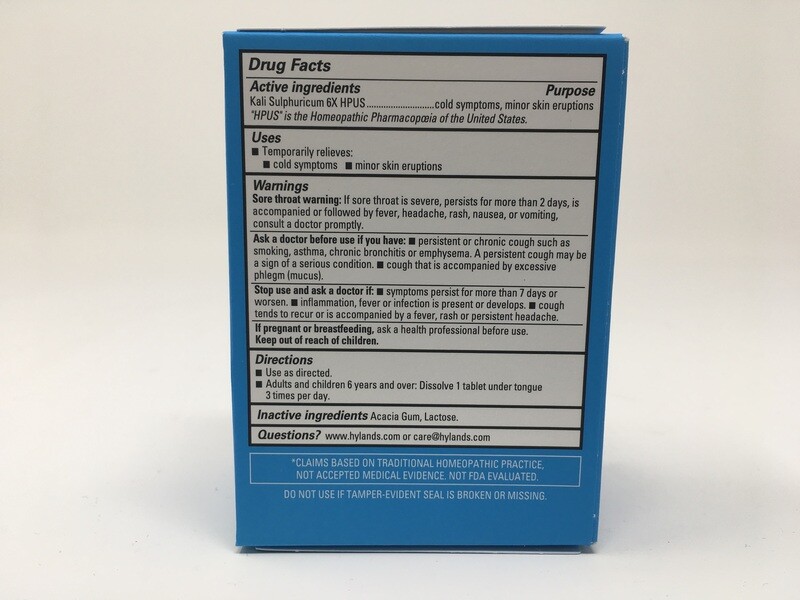 Drug Facts
Active ingredients Purpose
Kali Sulphuricum 6X HPUS............................cold symptoms, minor skin eruptions
"HPUS" is the Homeopathic Pharmacopœia of the United States.
Uses
■ Temporarily relieves:
■ cold symptoms ■ minor skin eruptions
Warnings
Sore throat warning: If sore throat is severe, persists for more than 2 days, is
accompanied or followed by fever, headache, rash, nausea, or vomiting,
consult a doctor promptly.
Ask a doctor before use if you have: ■ persistent or chronic cough such as
smoking, asthma, chronic bronchitis or emphysema. A persistent cough may be
a sign of a serious condition. ■ cough that is accompanied by excessive
phlegm (mucus).
Stop use and ask a doctor if: ■ symptoms persist for more than 7 days or
worsen. ■ inflammation, fever or infection is present or develops. ■ cough
tends to recur or is accompanied by a fever, rash or persistent headache.
If pregnant or breastfeeding, ask a health professional before use.
Keep out of reach of children.
Directions
■ Use as directed.
■ Adults and children 6 years and over: Dissolve 1 tablet under tongue
3 times per day.
Inactive ingredients Acacia Gum, Lactose.
Questions? www.hylands.com or care@hylands.com
*CLAIMS BASED ON TRADITIONAL HOMEOPATHIC PRACTICE,
NOT ACCEPTED MEDICAL EVIDENCE. NOT FDA EVALUATED.
DO NOT USE IF TAMPER-EVIDENT SEAL IS BROKEN OR MISSING.